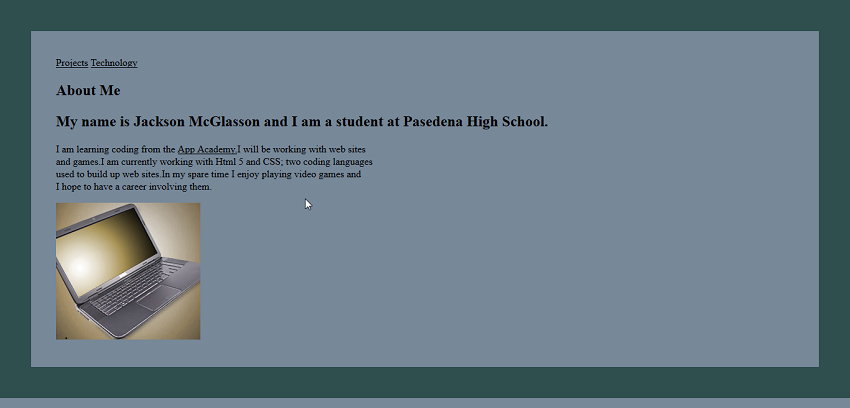 Projects Technology
About Me
My name is Jackson McGlasson and I am a student at Pasedena High School.
I am learning coding from the App Academy.I will be working with web sites
and games.I am currently working with Html 5 and CSS; two coding languages
used to build up web sites.In my spare time I enjoy playing video games and
I hope to have a career involving them.